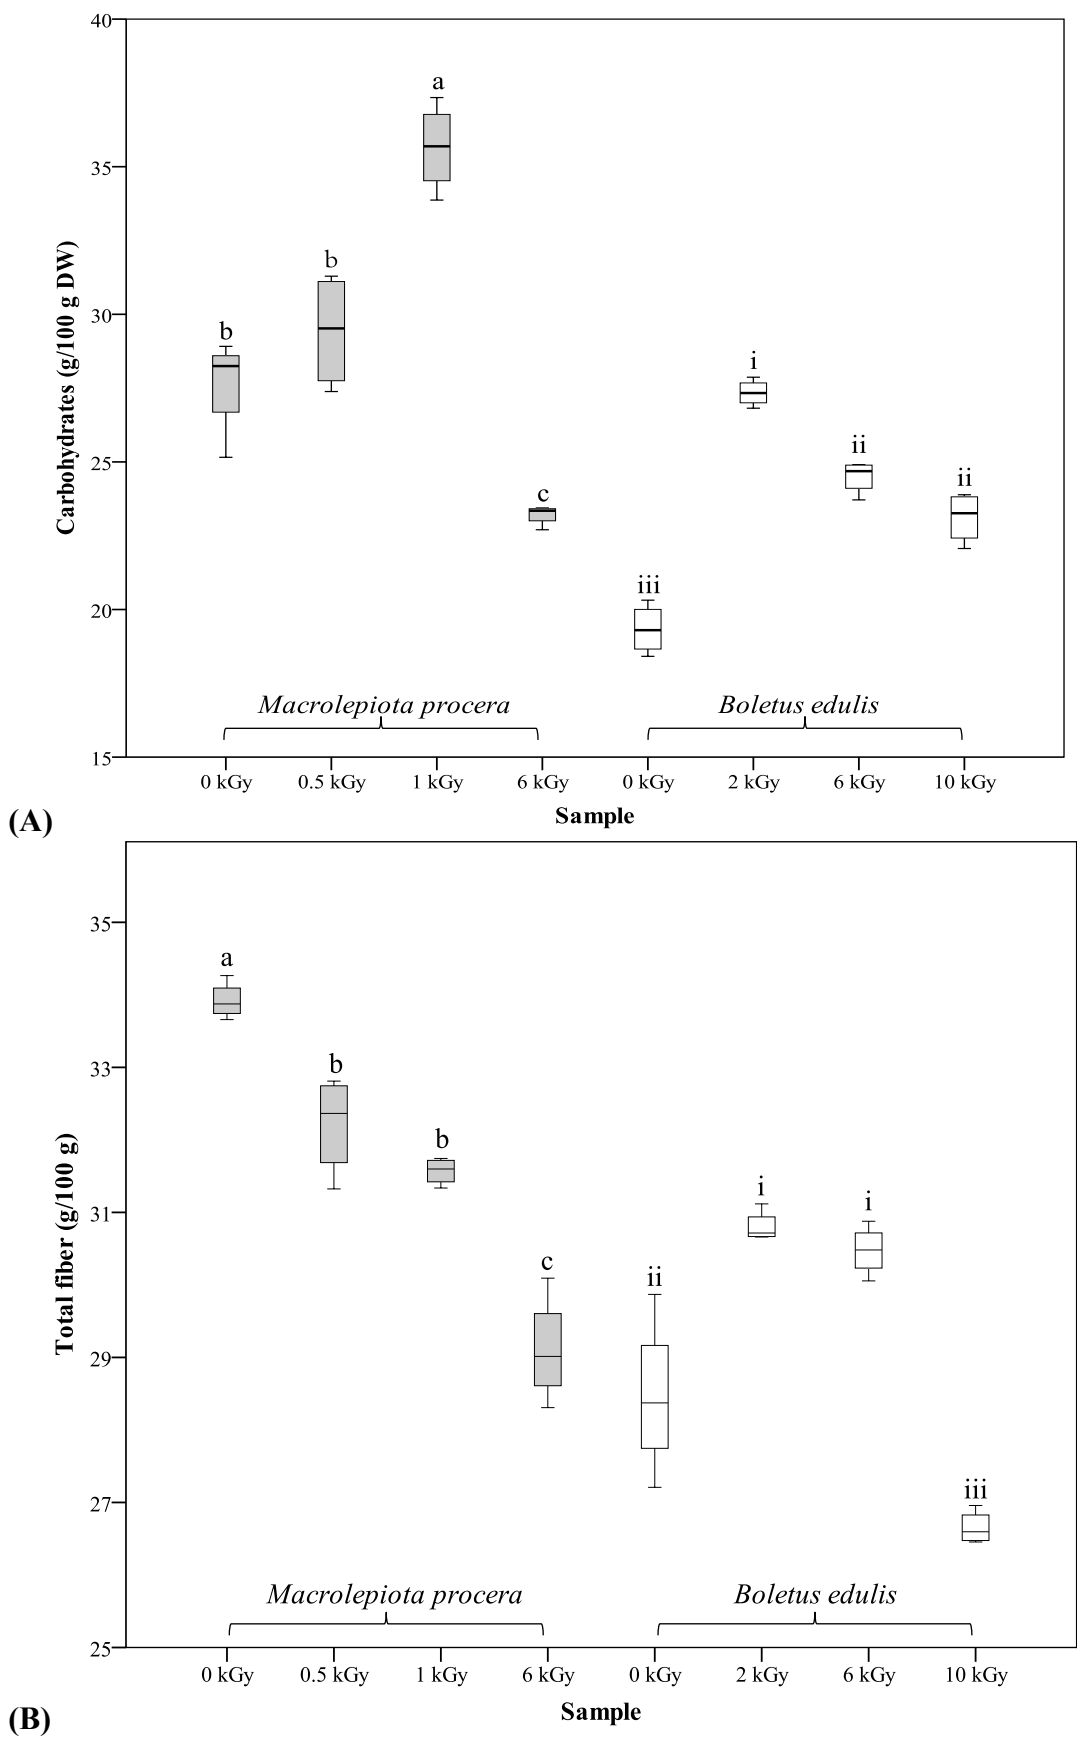 40
35
30
25
20
15
Carbohydrates (g/100 g DW)
b
b
a
c
iii
i
ii
ii
Macrolepiota procera
Boletus edulis
0 kGy 0.5 kGy 1 kGy 6 kGy 0 kGy 2 kGy 6 kGy 10 kGy
Sample
(A)
35
33
31
29
27
25
Total fiber (g/100 g)
a
b
b
c
ii
i
i
iii
Macrolepiota procera
Boletus edulis
0 kGy 0.5 kGy 1 kGy 6 kGy 0 kGy 2 kGy 6 kGy 10 kGy
Sample
(B)